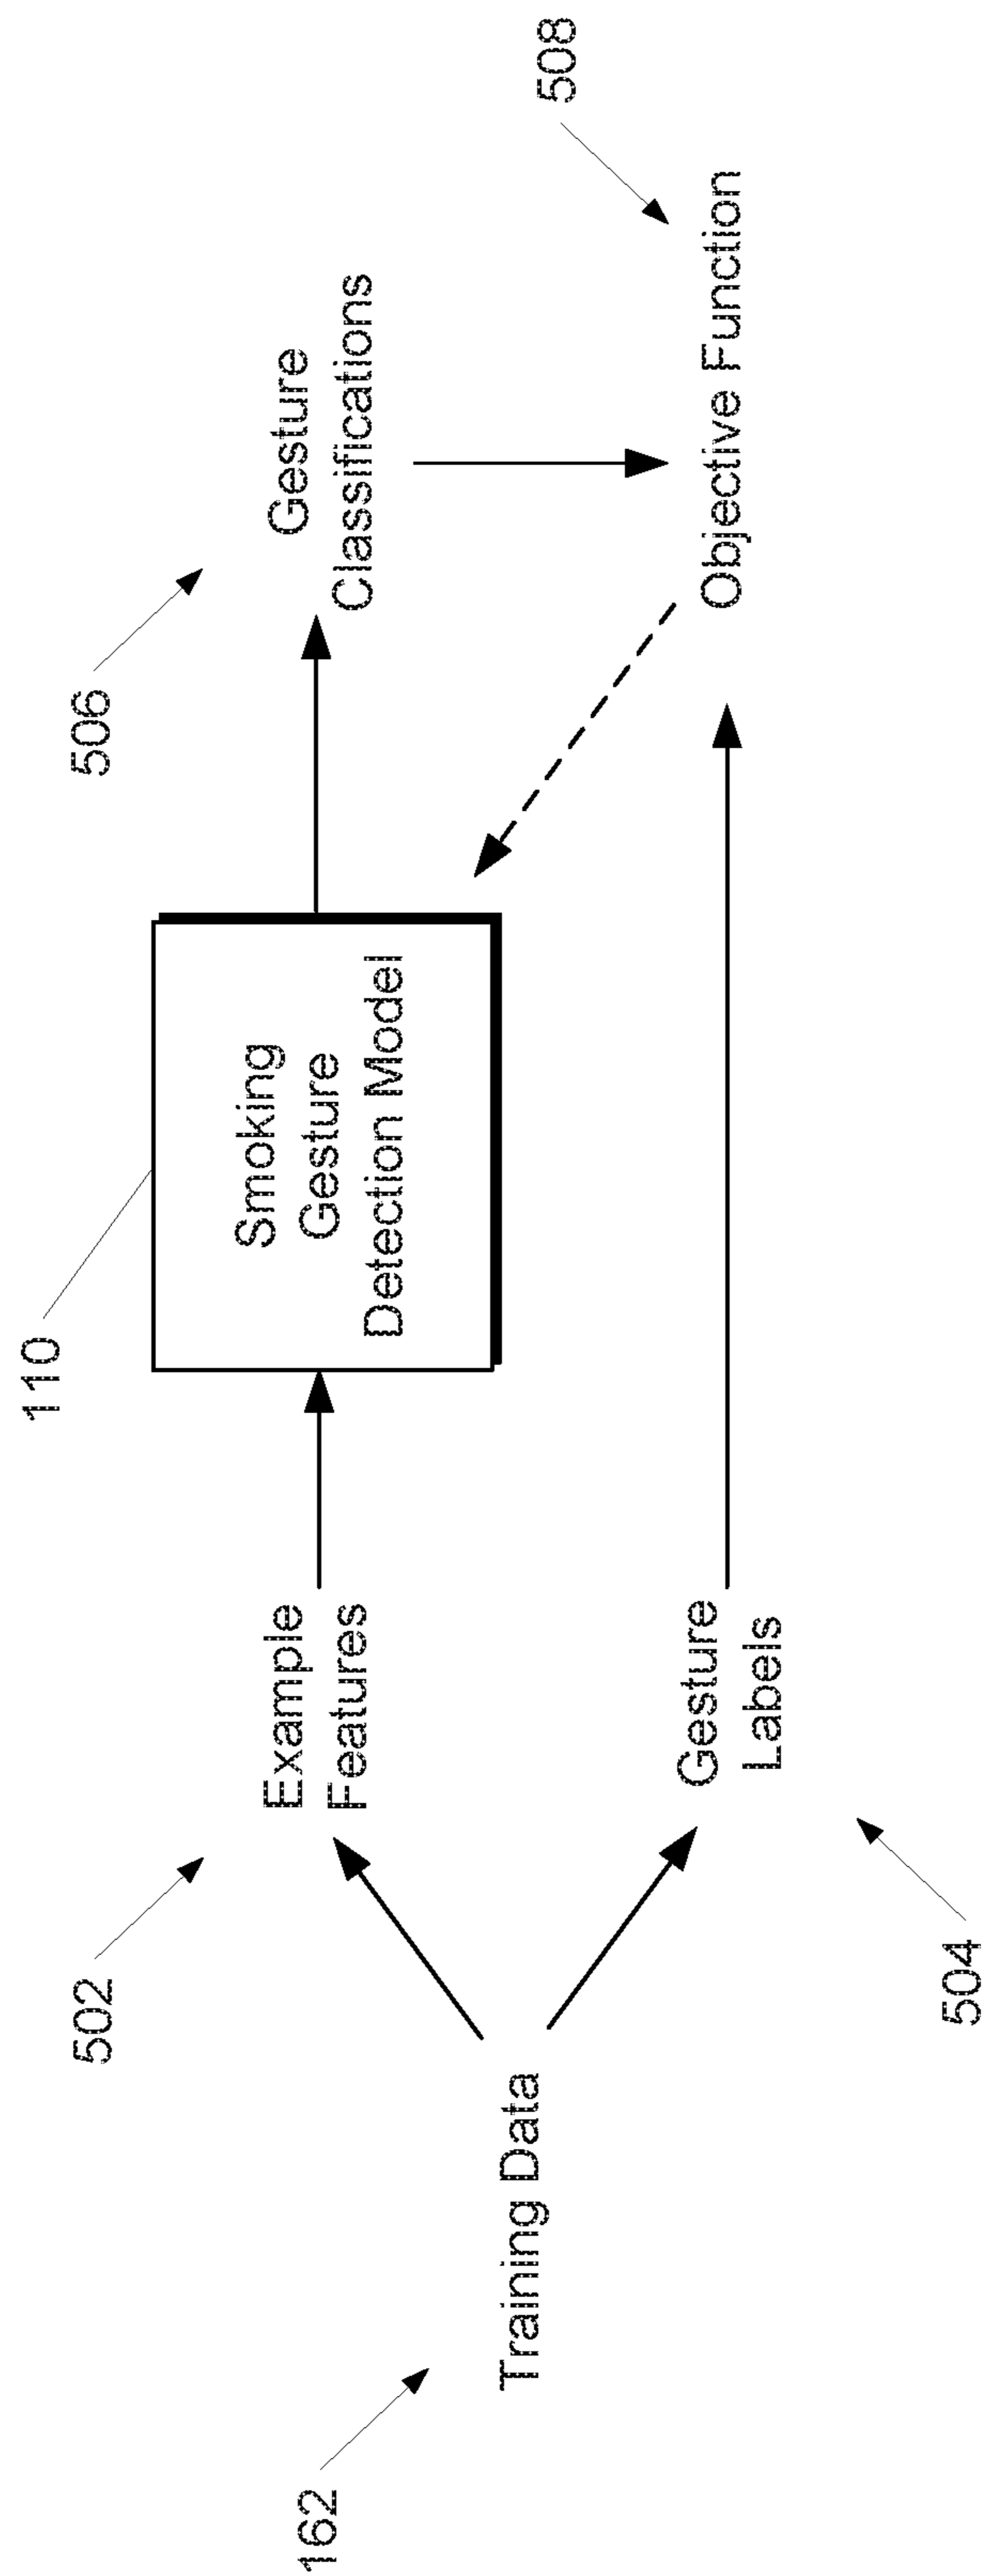 162
Training Data
502
Example
Features
504
Gesture
Labels
110
Smoking
Gesture
Detection Model
506
Gesture
Classifications
508
Objective Function